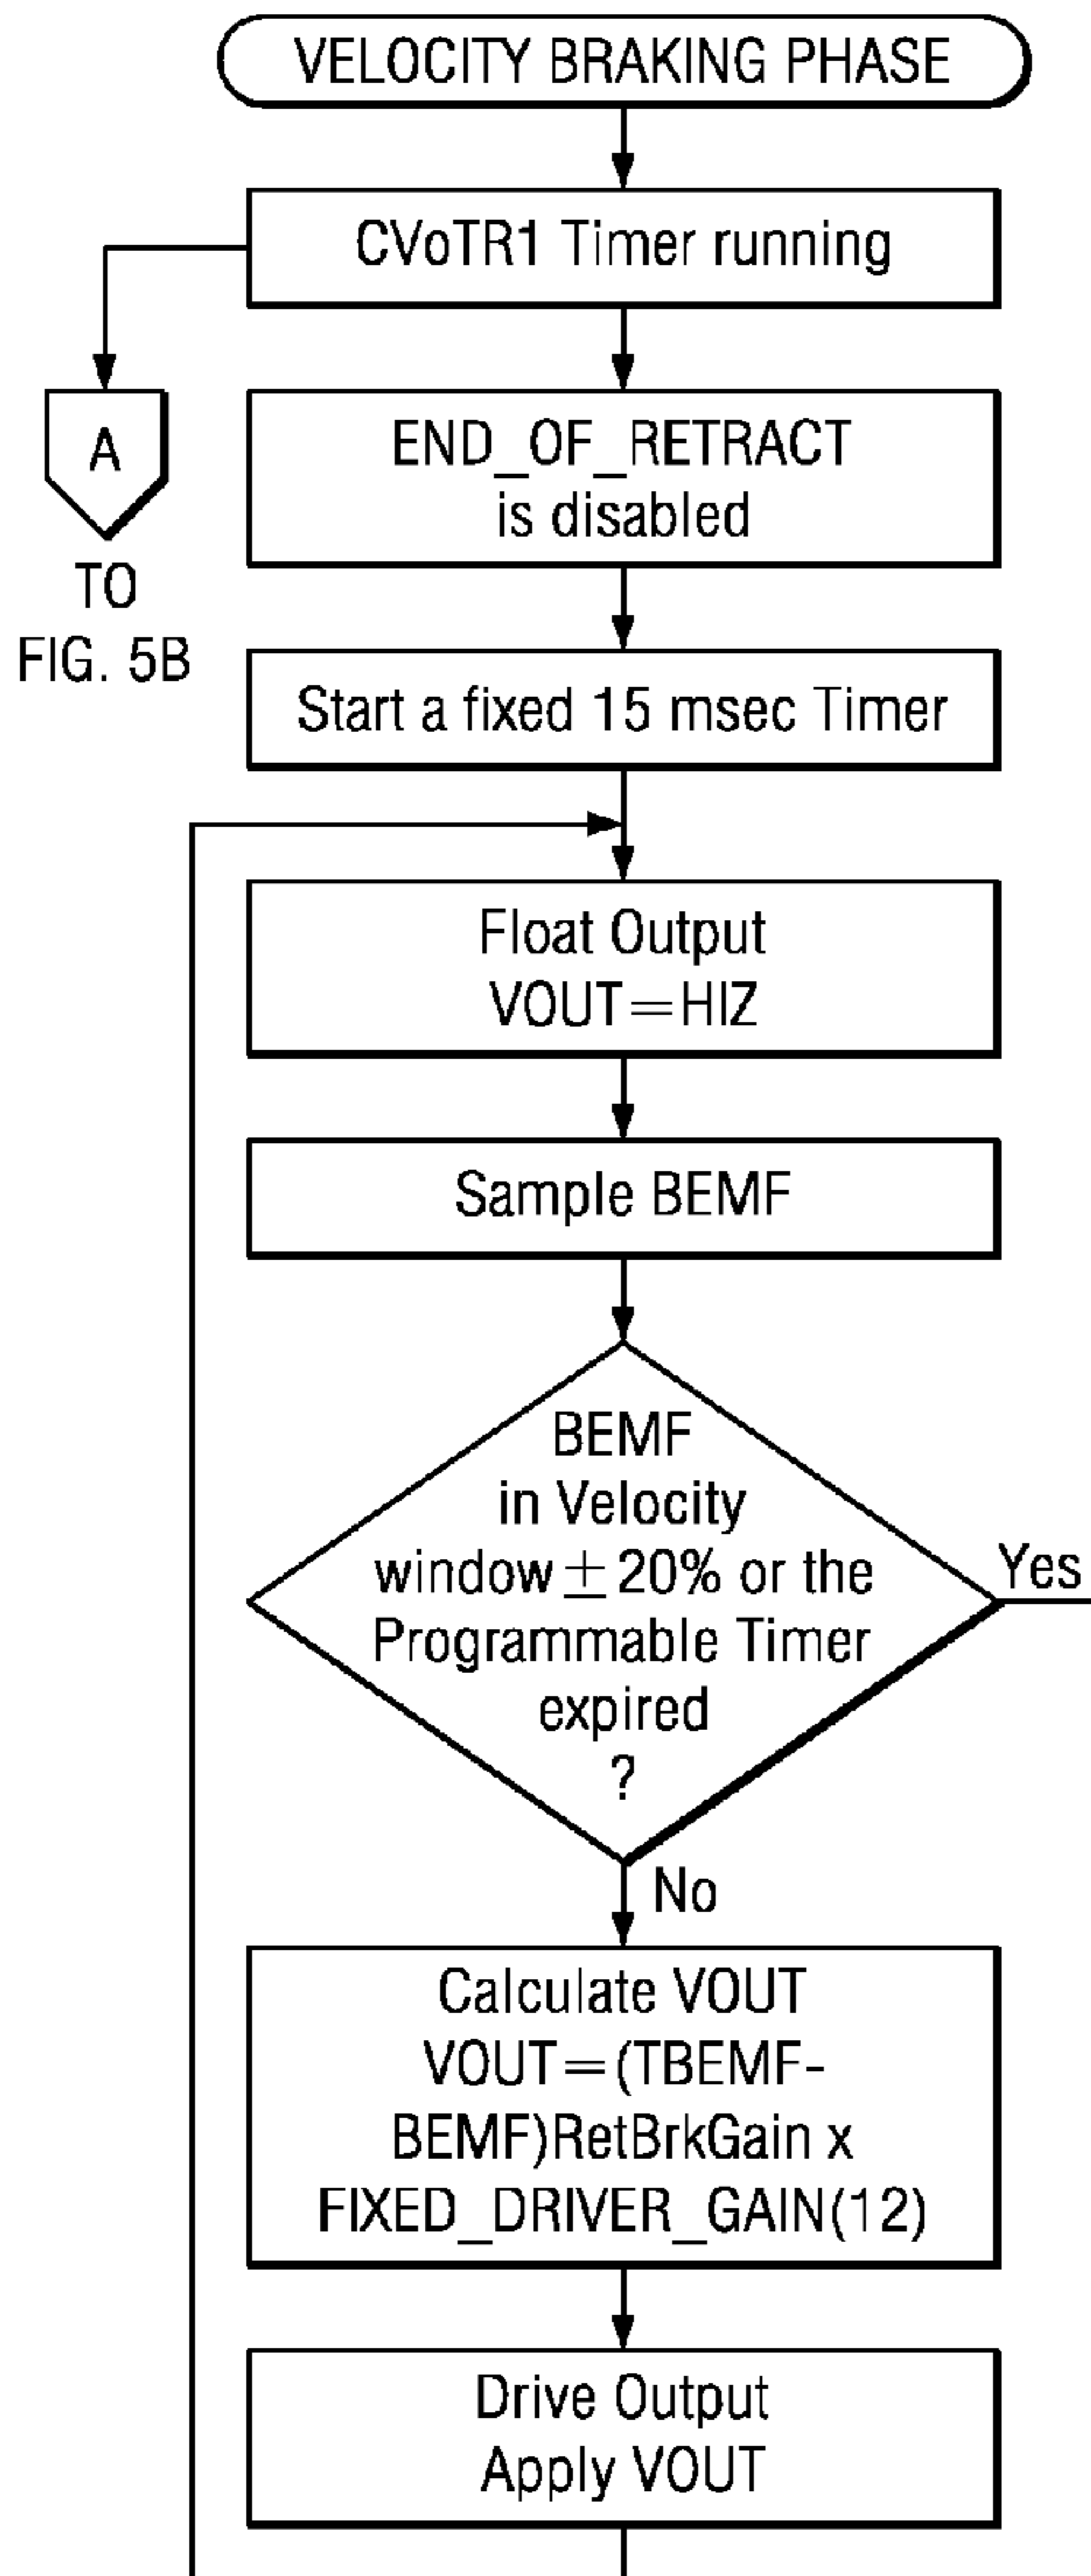 VELOCITY BRAKING PHASE
CVoTR1 Timer running
A
TO
FIG. 5B
END_OF_RETRACT
is disabled
Start a fixed 15 msec Timer
Float Output
VOUT=HIZ
Sample BEMF
BEMF
in Velocity
window ± 20% or the
Programmable Timer
expired
?
Yes
No
Calculate VOUT
VOUT=(TBEMF-
BEMF)RetBrkGain x
FIXED_DRIVER_GAIN(12)
Drive Output
Apply VOUT